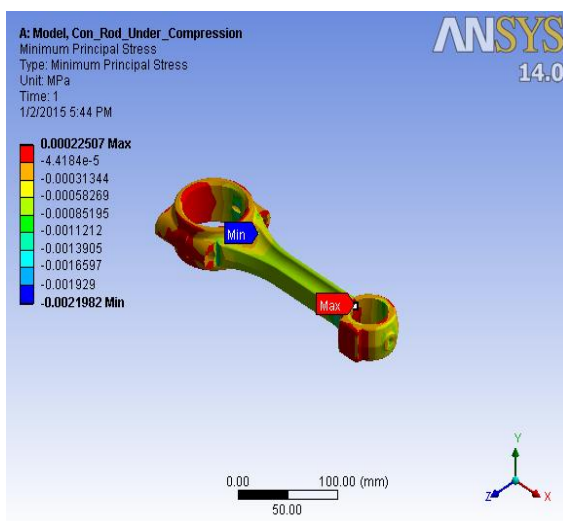 A: Model, Con_Rod_Under_Compression
Minimum Principal Stress
Type: Minimum Principal Stress
Unit: MPa
Time: 1
1/2/2015 5:44 PM
ANSYS
14.0
0.00022507 Max
-4.4184e-5
-0.00031344
-0.00058269
-0.00085195
-0.0011212
-0.0013905
-0.0016597
-0.001929
-0.0021982 Min
Min
Max
0.00 100.00 (mm)
50.00
Y
Z X